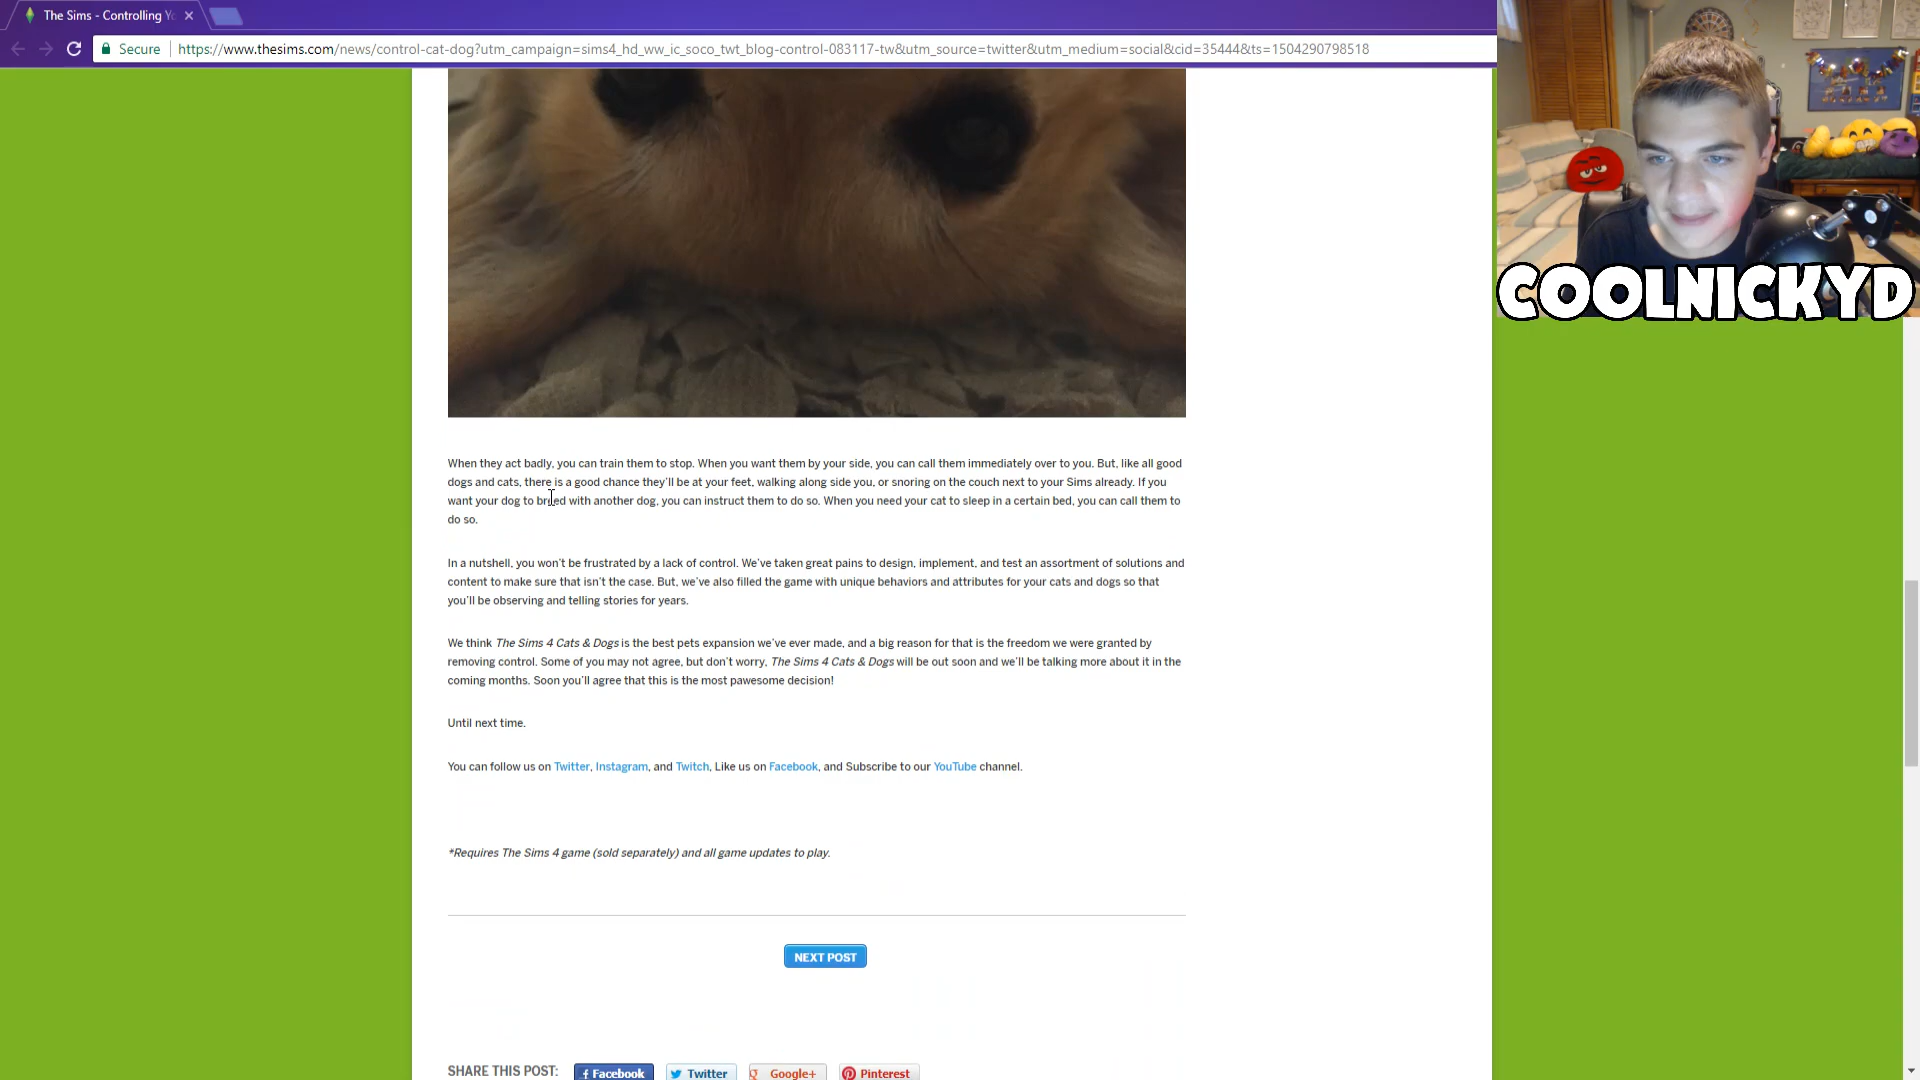 The Sims - Controlling Y
Secure
https://www.thesims.com/news/control-cat-dog?utm_campaign=sims4_hd_ww_ic_soco_twt_blog-control-083117-tw&utm_source=twitter&utm_medium=social&cid=35444&ts=1504290798518
COOLNICKYD
When they act badly, you can train them to stop. When you want them by your side, you can call them immediately over to you. But, like all good
dogs and cats, there is a good chance they'll be at your feet, walking along side you, or snoring on the couch next to your Sims already. If you
want your dog to breed with another dog, you can instruct them to do so. When you need your cat to sleep in a certain bed, you can call them to
do so.
In a nutshell, you won't be frustrated by a lack of control. We've taken great pains to design, implement, and test an assortment of solutions and
content to make sure that isn't the case. But, we've also filled the game with unique behaviors and attributes for your cats and dogs so that
you'll be observing and telling stories for years.
We think The Sims 4 Cats & Dogs is the best pets expansion we've ever made, and a big reason for that is the freedom we were granted by
removing control. Some of you may not agree, but don't worry, The Sims 4 Cats & Dogs will be out soon and we'll be talking more about it in the
coming months. Soon you'll agree that this is the most pawesome decision!
Until next time.
You can follow us on Twitter, Instagram, and Twitch, Like us on Facebook, and Subscribe to our YouTube channel.
*Requires The Sims 4 game (sold separately) and all game updates to play.
NEXT POST
SHARE THIS POST: Facebook Twitter Google+ Pinterest